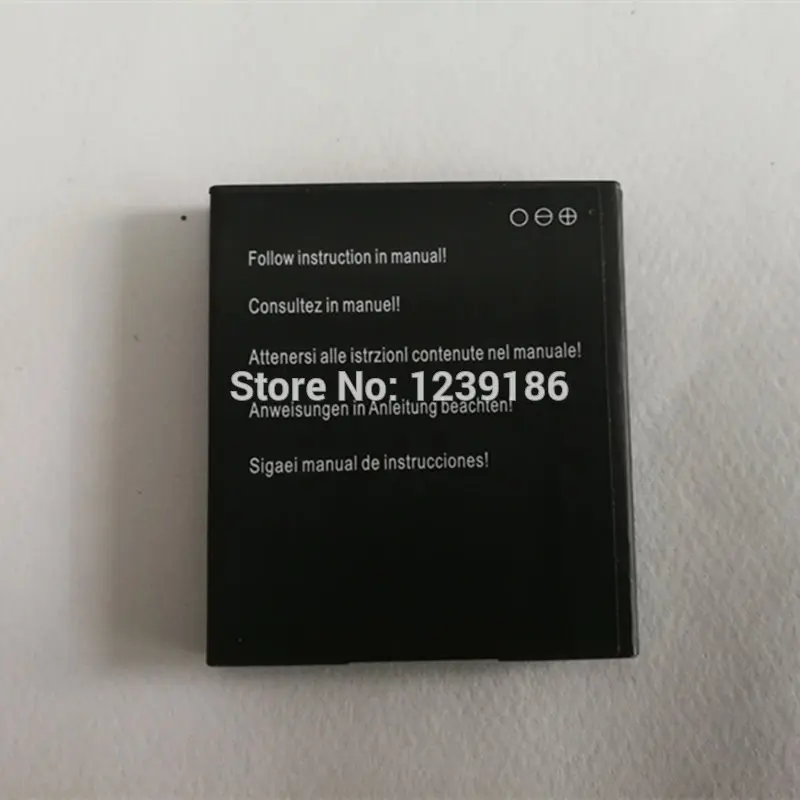 Follow instruction in manual!
Consultez in manuel!
Attenersi alle istrzionl contenute nel manuale!
Store No: 1239186
Anweisungen in Anleitung beachten!
Sigaei manual de instrucciones!